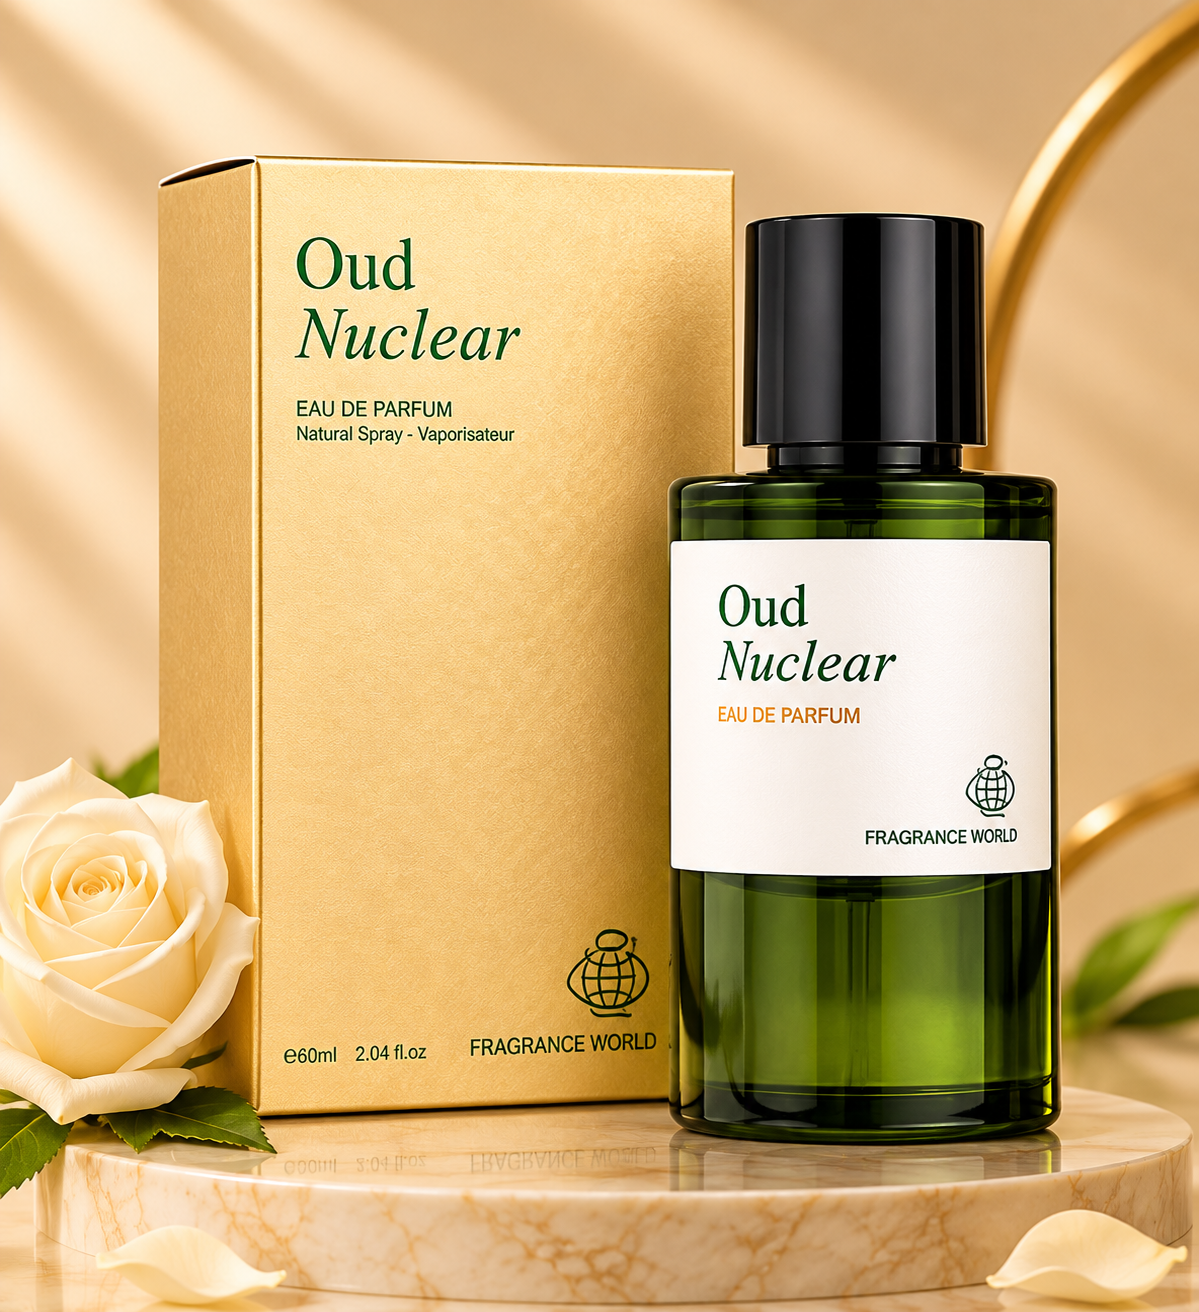 Oud
Nuclear
EAU DE PARFUM
Natural Spray - Vaporisateur
e60ml 2.04 fl.oz
FRAGRANCE WORLD
Oud
Nuclear
EAU DE PARFUM
FRAGRANCE WORLD